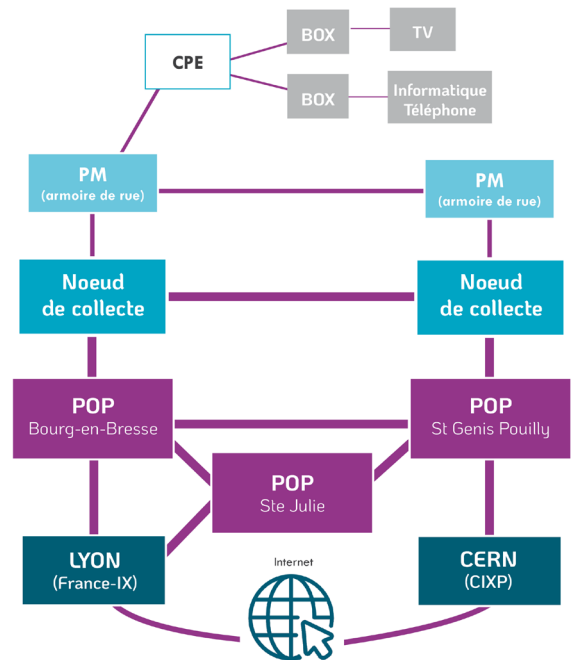 BOX
TV
CPE
BOX
Informatique
Téléphone
PM
(armoire de rue)
PM
(armoire de rue)
Noeud
de collecte
Noeud
de collecte
POP
Bourg-en-Bresse
POP
St Genis Pouilly
POP
Ste Julie
LYON
(France-IX)
Internet
CERN
(CIXP)